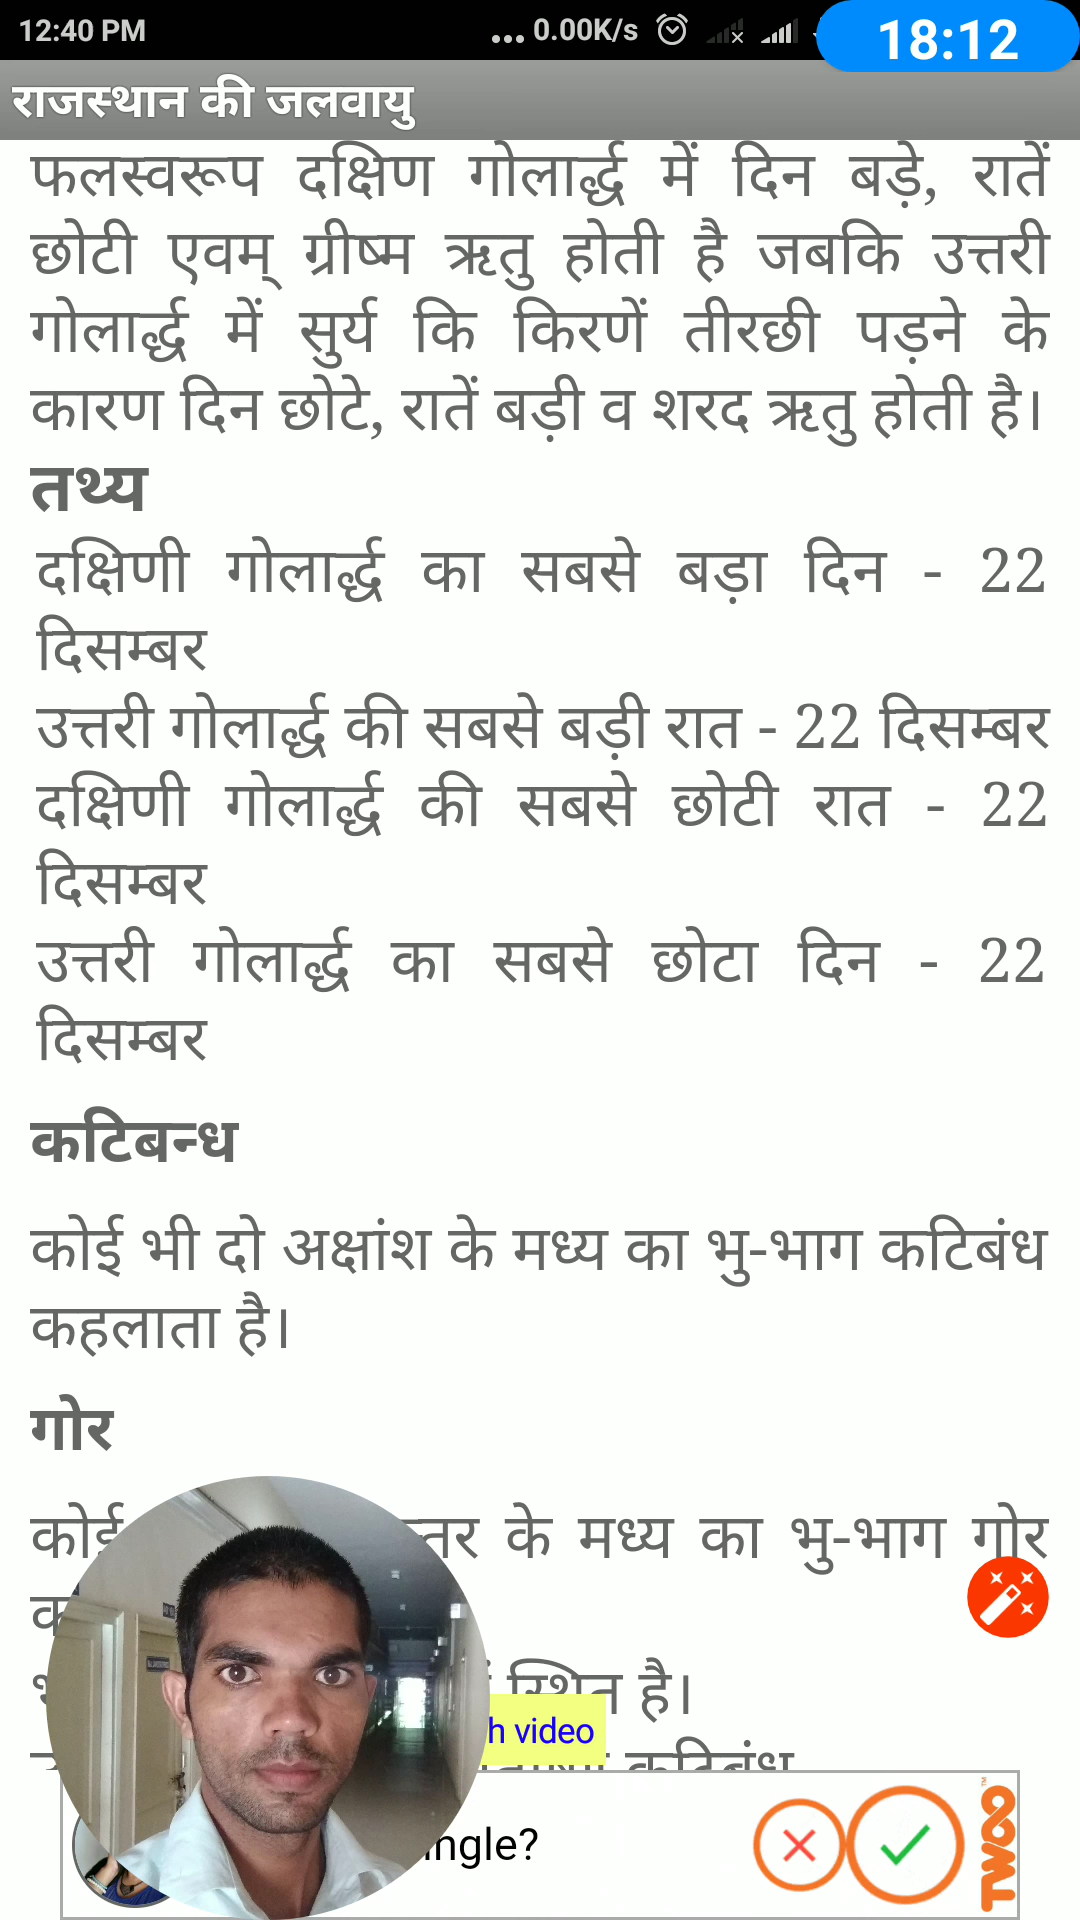 12:40 PM
... 0.00K/s
18:12
राजस्थान की जलवायु
फलस्वरूप दक्षिण गोलार्द्ध में दिन बड़े, रातें
छोटी एवम् ग्रीष्म ऋतु होती है जबकि उत्तरी
गोलार्द्ध में सुर्य कि किरणें तीरछी पड़ने के
कारण दिन छोटे, रातें बड़ी व शरद ऋतु होती है।
तथ्य
दक्षिणी गोलार्द्ध का सबसे बड़ा दिन - 22
दिसम्बर
उत्तरी गोलार्द्ध की सबसे बड़ी रात - 22 दिसम्बर
दक्षिणी गोलार्द्ध की सबसे छोटी रात - 22
दिसम्बर
उत्तरी गोलार्द्ध का सबसे छोटा दिन - 22
दिसम्बर
कटिबन्ध
कोई भी दो अक्षांश के मध्य का भु-भाग कटिबंध
कहलाता है।
गोर
के मध्य का भु-भाग गोर
स्थित है।
h video
कटिबंध
ingle?
TWOO